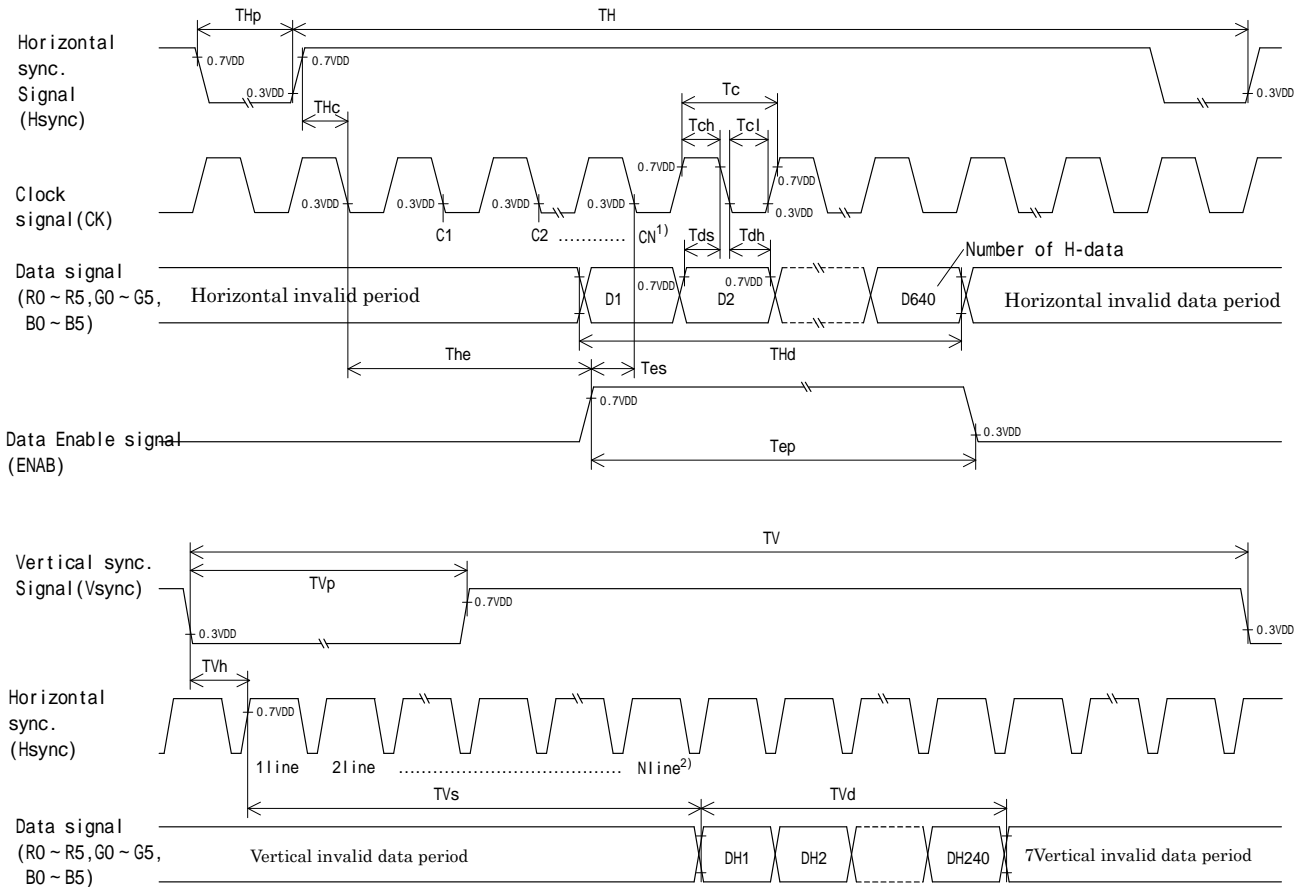 THp
TH
Horizontal
sync.
Signal
(Hsync)
0.7VDD
0.3VDD
0.7VDD
0.3VDD
THc
Tc
Tch
Tcl
Clock
signal(CK)
0.3VDD
0.3VDD
0.3VDD
0.3VDD
0.7VDD
0.7VDD
0.3VDD
C1
C2 ............ CN1)
Tds
Tdh
Number of H-data
Data signal
(R0~R5,G0~G5,
B0~B5)
Horizontal invalid period
D1
0.7VDD
D2
0.7VDD
D640
Horizontal invalid data period
The
Tes
THd
0.7VDD
Data Enable signal
(ENAB)
0.3VDD
Tep
TV
Vertical sync.
Signal(Vsync)
TVp
0.7VDD
0.3VDD
0.3VDD
TVh
Horizontal
sync.
(Hsync)
0.7VDD
1line 2line ..................................... Nline2)
TVs
TVd
Data signal
(R0~R5,G0~G5,
B0~B5)
Vertical invalid data period
DH1
DH2
DH240
7Vertical invalid data period